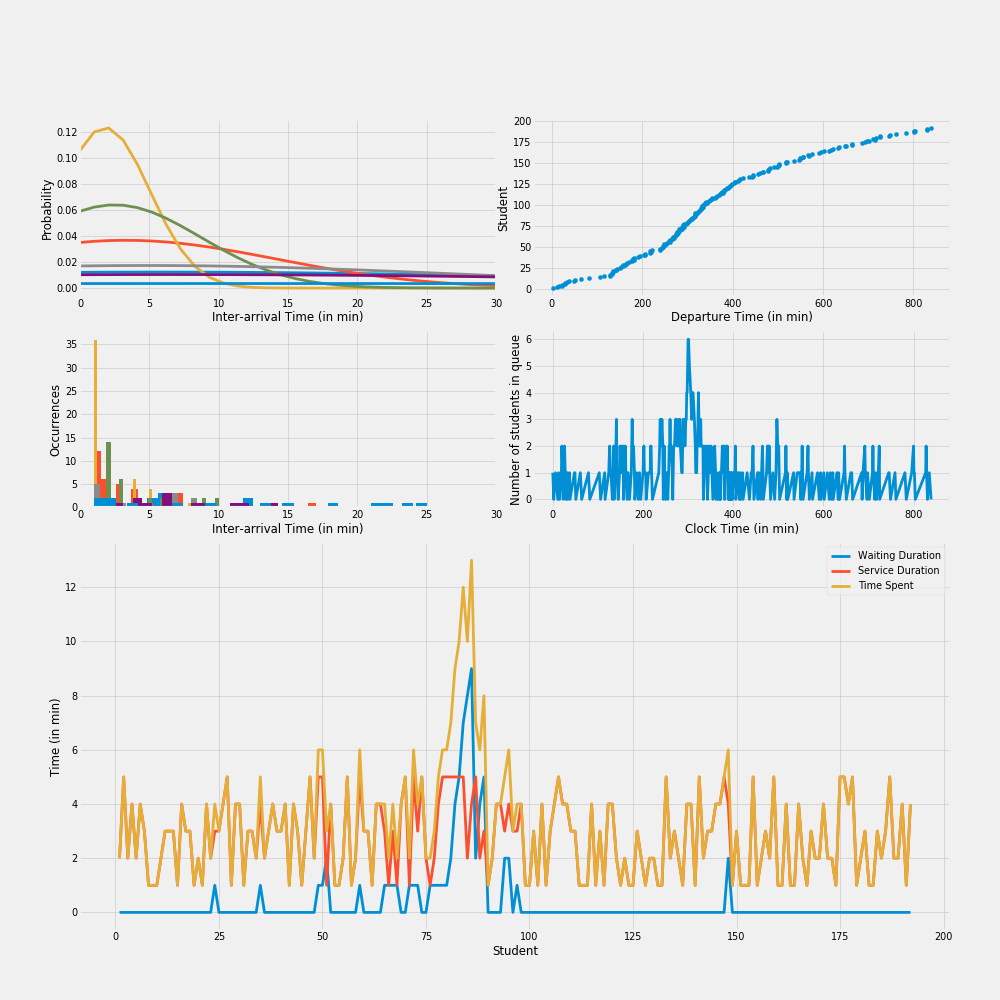 0.12
0.10
0.08
0.06
0.04
0.02
0.00
Probability
0 5 10 15 20 25 30
Inter-arrival Time (in min)
200
175
150
125
100
75
50
25
0
Student
0 200 400 600 800
Departure Time (in min)
35
30
25
20
15
10
5
0
Occurrences
0 5 10 15 20 25 30
Inter-arrival Time (in min)
6
5
4
3
2
1
0
Number of students in queue
0 200 400 600 800
Clock Time (in min)
Waiting Duration
Service Duration
Time Spent
12
10
8
6
4
2
0
Time (in min)
0 25 50 75 100 125 150 175 200
Student